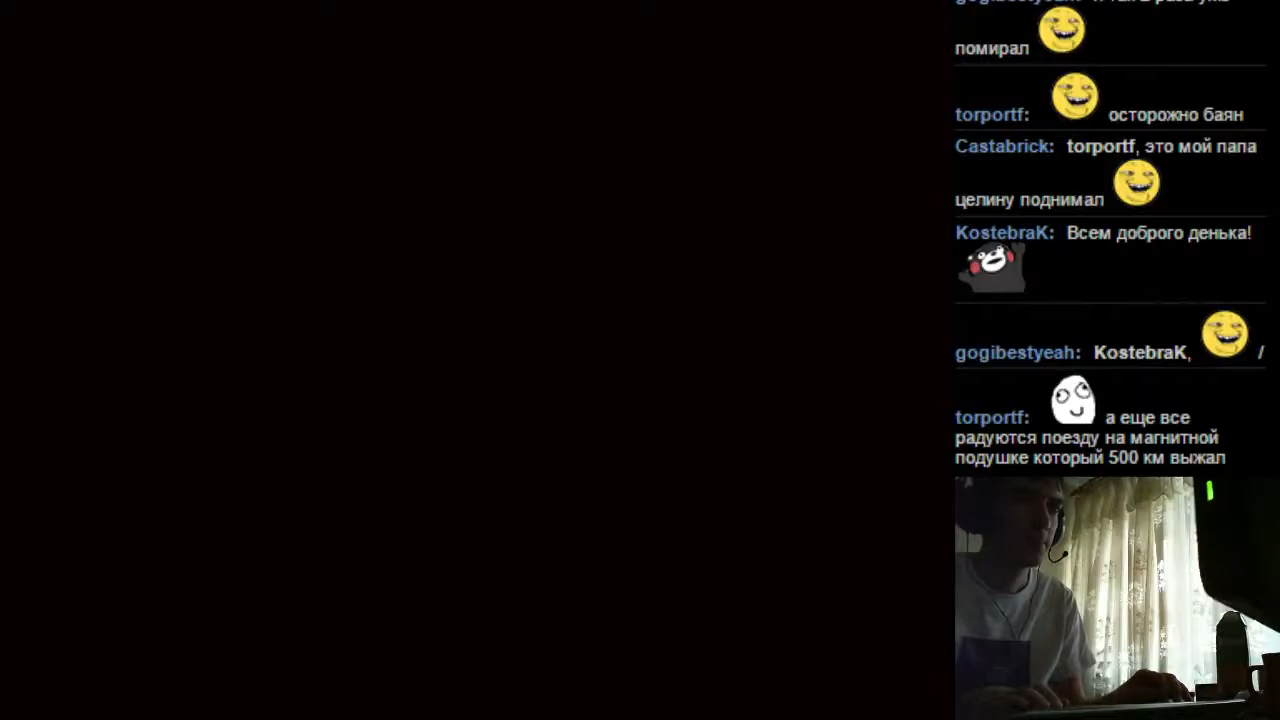 помирал
torportf: осторожно баян
Castabrick: torportf, это мой папа
целину поднимал
KostebraK: Всем доброго денька!
gogibestyeah: KostebraK, /
torportf: а еще все
радуются поезду на магнитной
подушке который 500 км выжал